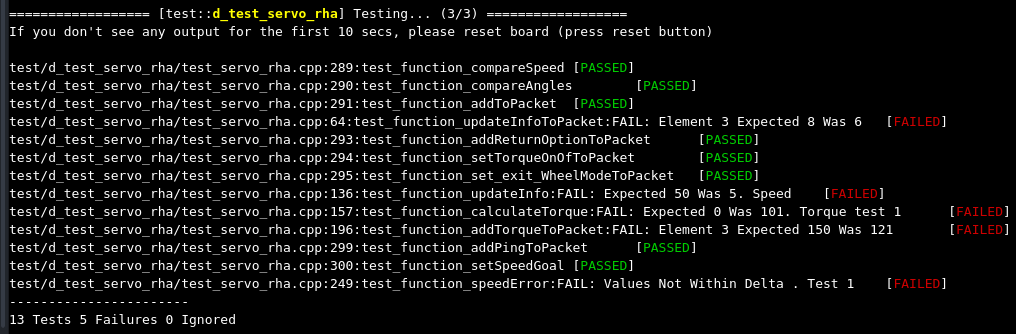 ================== [test::d_test_servo_rha] Testing... (3/3) ==================
If you don't see any output for the first 10 secs, please reset board (press reset button)

test/d_test_servo_rha/test_servo_rha.cpp:289:test_function_compareSpeed [PASSED]
test/d_test_servo_rha/test_servo_rha.cpp:290:test_function_compareAngles [PASSED]
test/d_test_servo_rha/test_servo_rha.cpp:291:test_function_addToPacket [PASSED]
test/d_test_servo_rha/test_servo_rha.cpp:64:test_function_updateInfoToPacket:FAIL: Element 3 Expected 8 Was 6 [FAILED]
test/d_test_servo_rha/test_servo_rha.cpp:293:test_function_addReturnOptionToPacket [PASSED]
test/d_test_servo_rha/test_servo_rha.cpp:294:test_function_setTorqueOnOfToPacket [PASSED]
test/d_test_servo_rha/test_servo_rha.cpp:295:test_function_set_exit_WheelModeToPacket [PASSED]
test/d_test_servo_rha/test_servo_rha.cpp:136:test_function_updateInfo:FAIL: Expected 50 Was 5. Speed [FAILED]
test/d_test_servo_rha/test_servo_rha.cpp:157:test_function_calculateTorque:FAIL: Expected 0 Was 101. Torque test 1 [FAILED]
test/d_test_servo_rha/test_servo_rha.cpp:196:test_function_addTorqueToPacket:FAIL: Element 3 Expected 150 Was 121 [FAILED]
test/d_test_servo_rha/test_servo_rha.cpp:299:test_function_addPingToPacket [PASSED]
test/d_test_servo_rha/test_servo_rha.cpp:300:test_function_setSpeedGoal [PASSED]
test/d_test_servo_rha/test_servo_rha.cpp:249:test_function_speedError:FAIL: Values Not Within Delta . Test 1 [FAILED]
-----------------------
13 Tests 5 Failures 0 Ignored